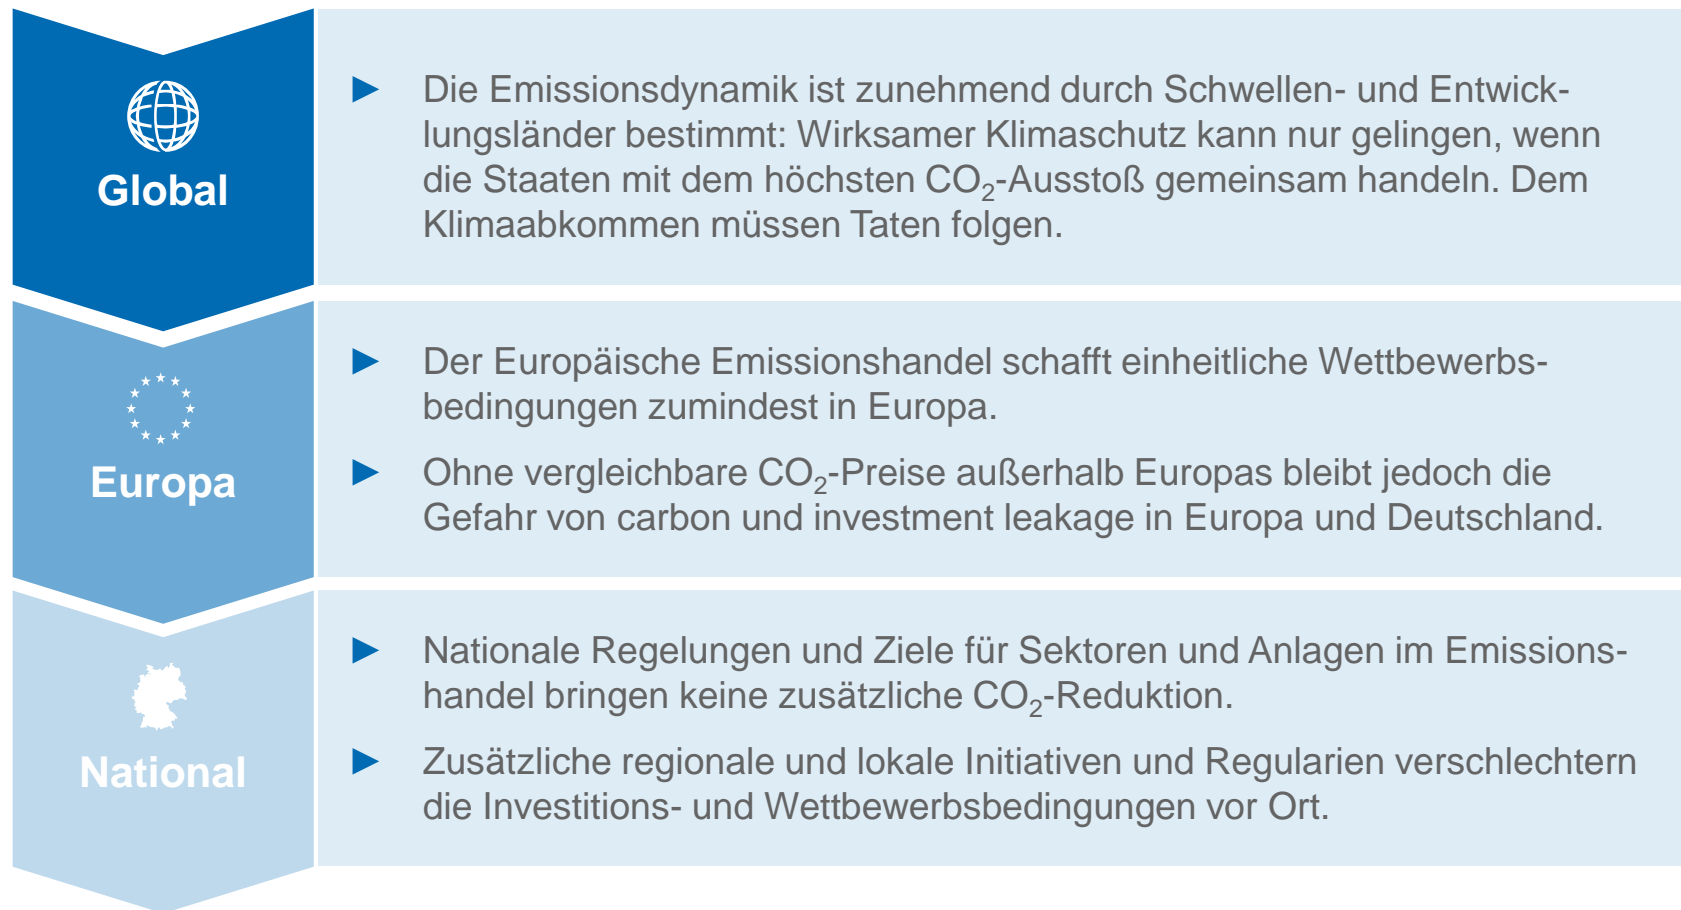 Global
Die Emissionsdynamik ist zunehmend durch Schwellen- und Entwick-
lungsländer bestimmt: Wirksamer Klimaschutz kann nur gelingen, wenn
die Staaten mit dem höchsten CO₂-Ausstoß gemeinsam handeln. Dem
Klimaabkommen müssen Taten folgen.
Europa
Der Europäische Emissionshandel schafft einheitliche Wettbewerbs-
bedingungen zumindest in Europa.
Ohne vergleichbare CO₂-Preise außerhalb Europas bleibt jedoch die
Gefahr von carbon und investment leakage in Europa und Deutschland.
National
Nationale Regelungen und Ziele für Sektoren und Anlagen im Emissions-
handel bringen keine zusätzliche CO₂-Reduktion.
Zusätzliche regionale und lokale Initiativen und Regularien verschlechtern
die Investitions- und Wettbewerbsbedingungen vor Ort.